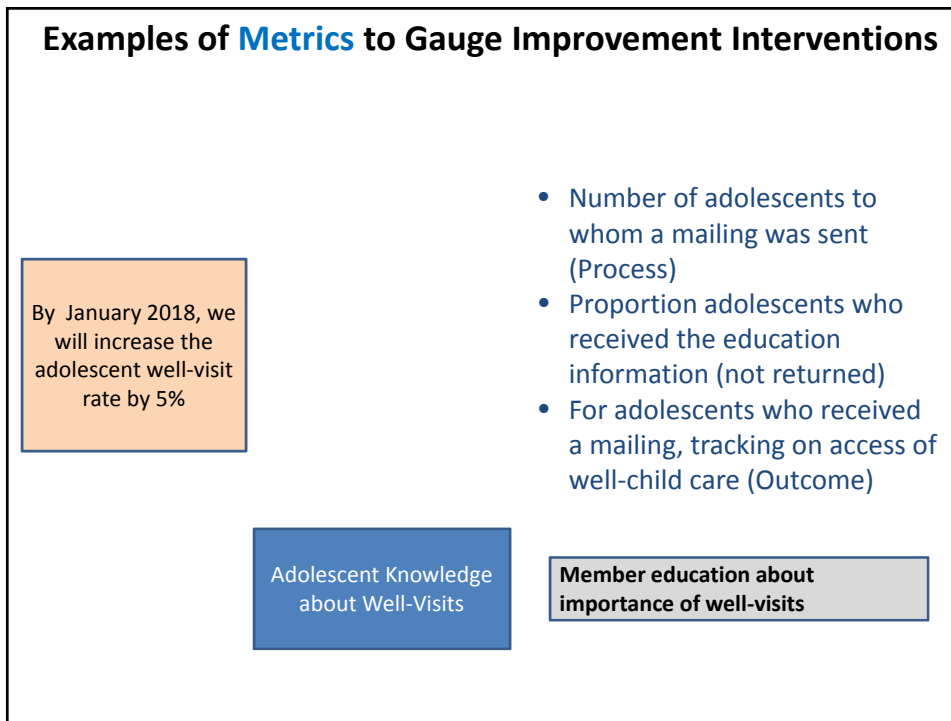 Examples of Metrics to Gauge Improvement Interventions
• Number of adolescents to
whom a mailing was sent
(Process)
• Proportion adolescents who
received the education
information (not returned)
• For adolescents who received
a mailing, tracking on access of
well-child care (Outcome)
By January 2018, we
will increase the
adolescent well-visit
rate by 5%
Adolescent Knowledge
about Well-Visits
Member education about
importance of well-visits